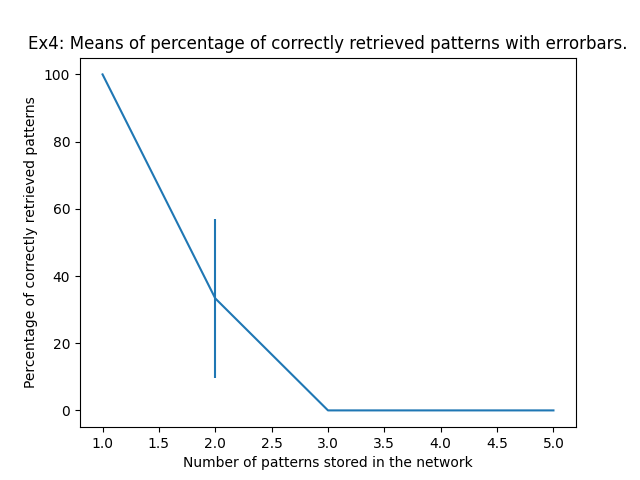 Ex4: Means of percentage of correctly retrieved patterns with errorbars.
100
80
60
40
20
0
Percentage of correctly retrieved patterns
1.0 1.5 2.0 2.5 3.0 3.5 4.0 4.5 5.0
Number of patterns stored in the network